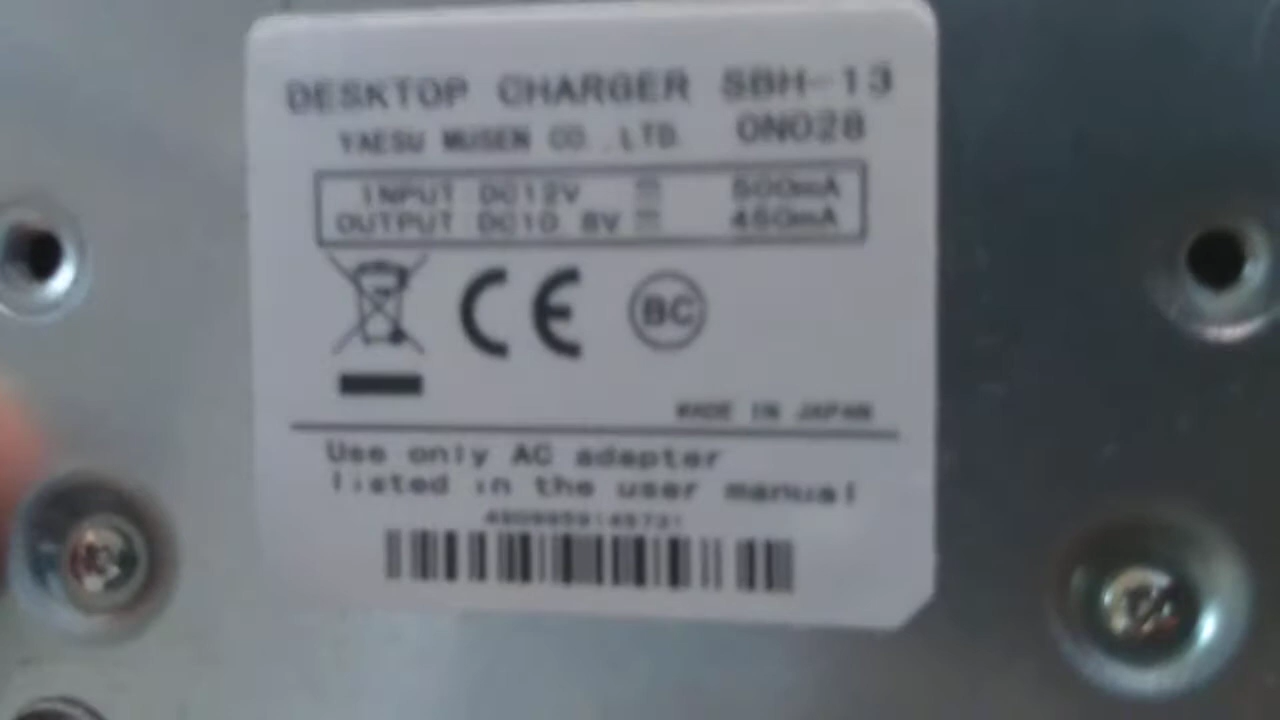 DESKTOP CHARGER SBH-13
YAESU MUSEN CO.,LTD. 0N028
INPUT DC12V ⎓ 500mA
OUTPUT DC10.8V ⎓ 450mA
CE BC
MADE IN JAPAN
Use only AC adapter
listed in the user manual